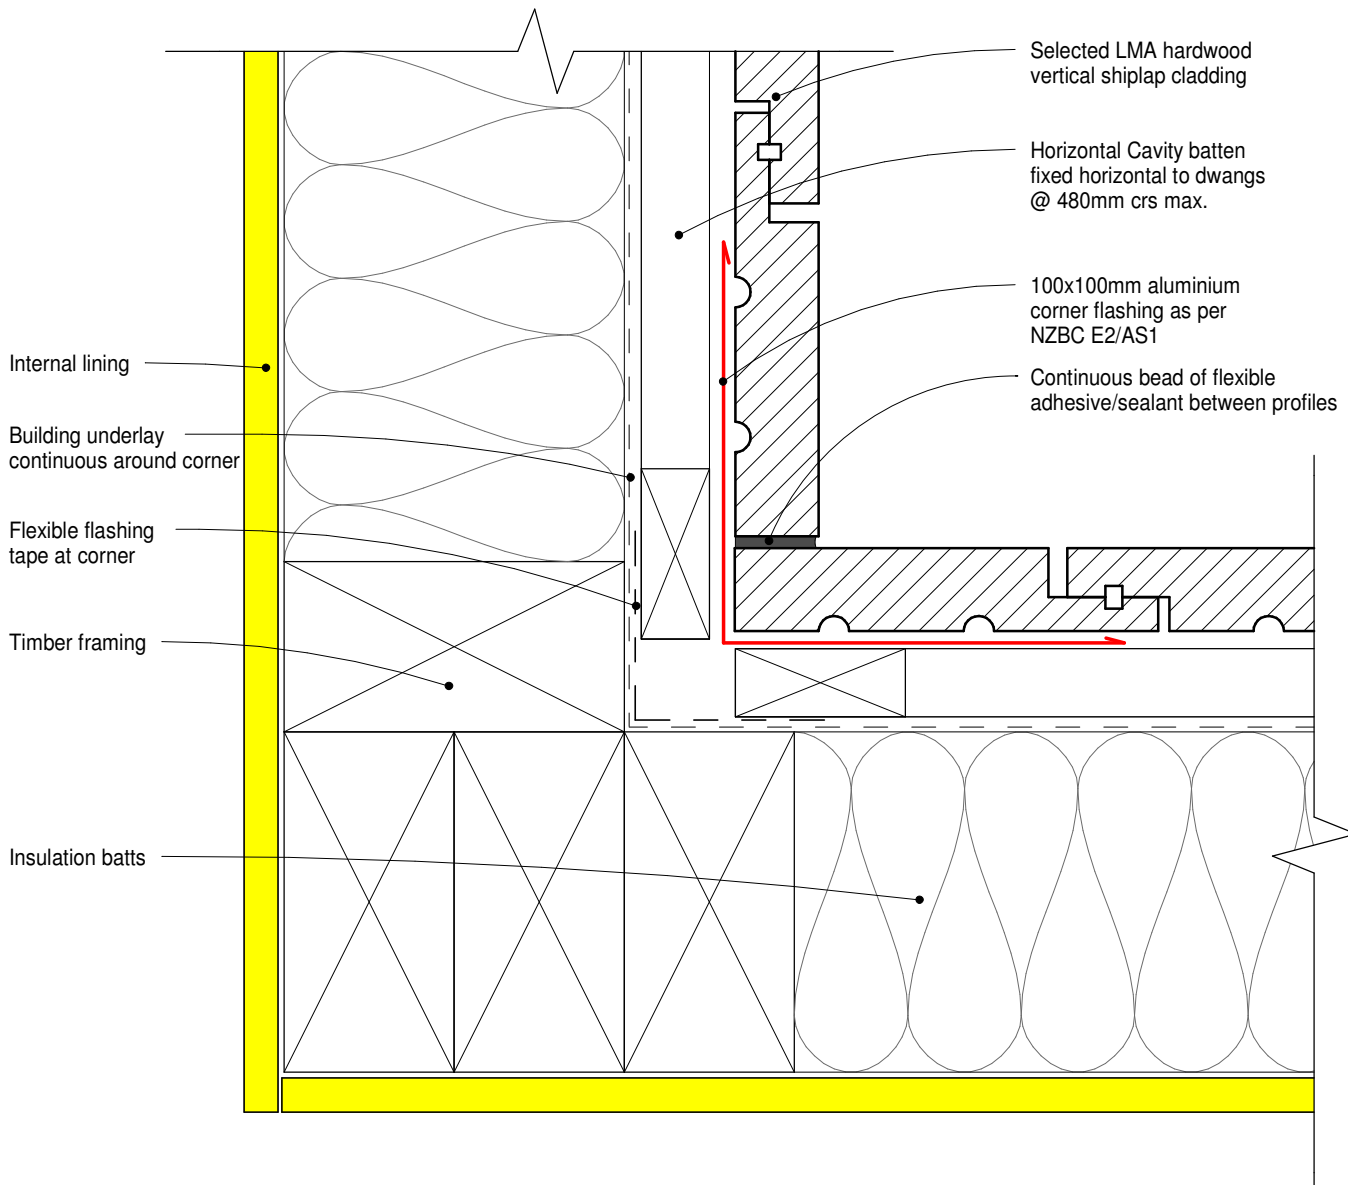 Selected LMA hardwood
vertical shiplap cladding
Horizontal Cavity batten
fixed horizontal to dwangs
@ 480mm crs max.
100x100mm aluminium
corner flashing as per
NZBC E2/AS1
Continuous bead of flexible
adhesive/sealant between profiles
Internal lining
Building underlay
continuous around corner
Flexible flashing
tape at corner
Timber framing
Insulation batts